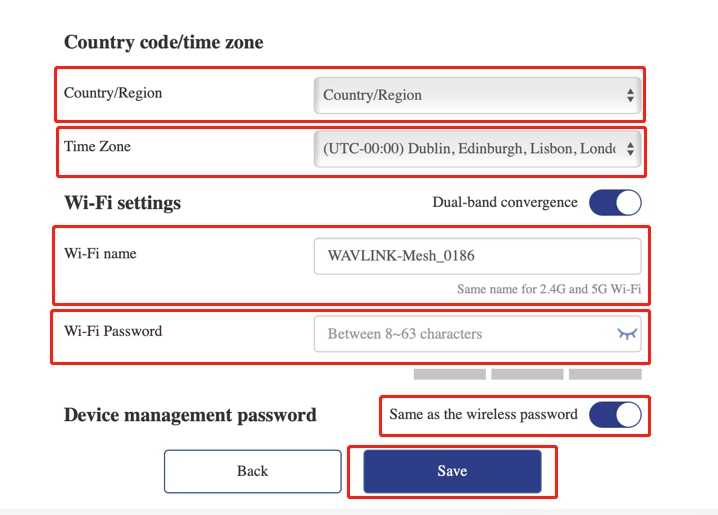 Country code/time zone
Country/Region
Country/Region
Time Zone
(UTC-00:00) Dublin, Edinburgh, Lisbon, Londo
Wi-Fi settings
Dual-band convergence
Wi-Fi name
WAVLINK-Mesh_0186
Same name for 2.4G and 5G Wi-Fi
Wi-Fi Password
Between 8~63 characters
Device management password
Same as the wireless password
Back
Save